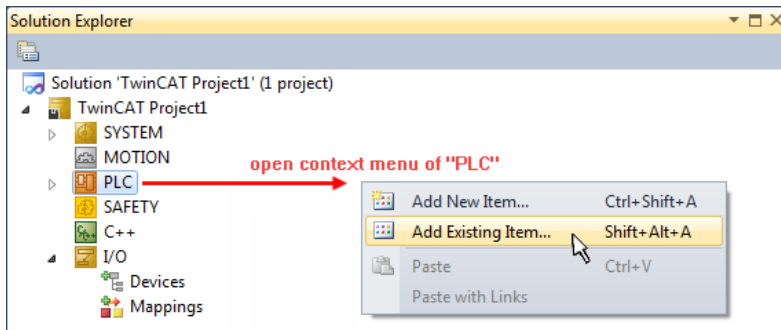 Solution Explorer
Solution 'TwinCAT Project1' (1 project)
TwinCAT Project1
SYSTEM
MOTION
open context menu of "PLC"
PLC
SAFETY
C++
I/O
Devices
Mappings
Add New Item... Ctrl+Shift+A
Add Existing Item... Shift+Alt+A
Paste Ctrl+V
Paste with Links